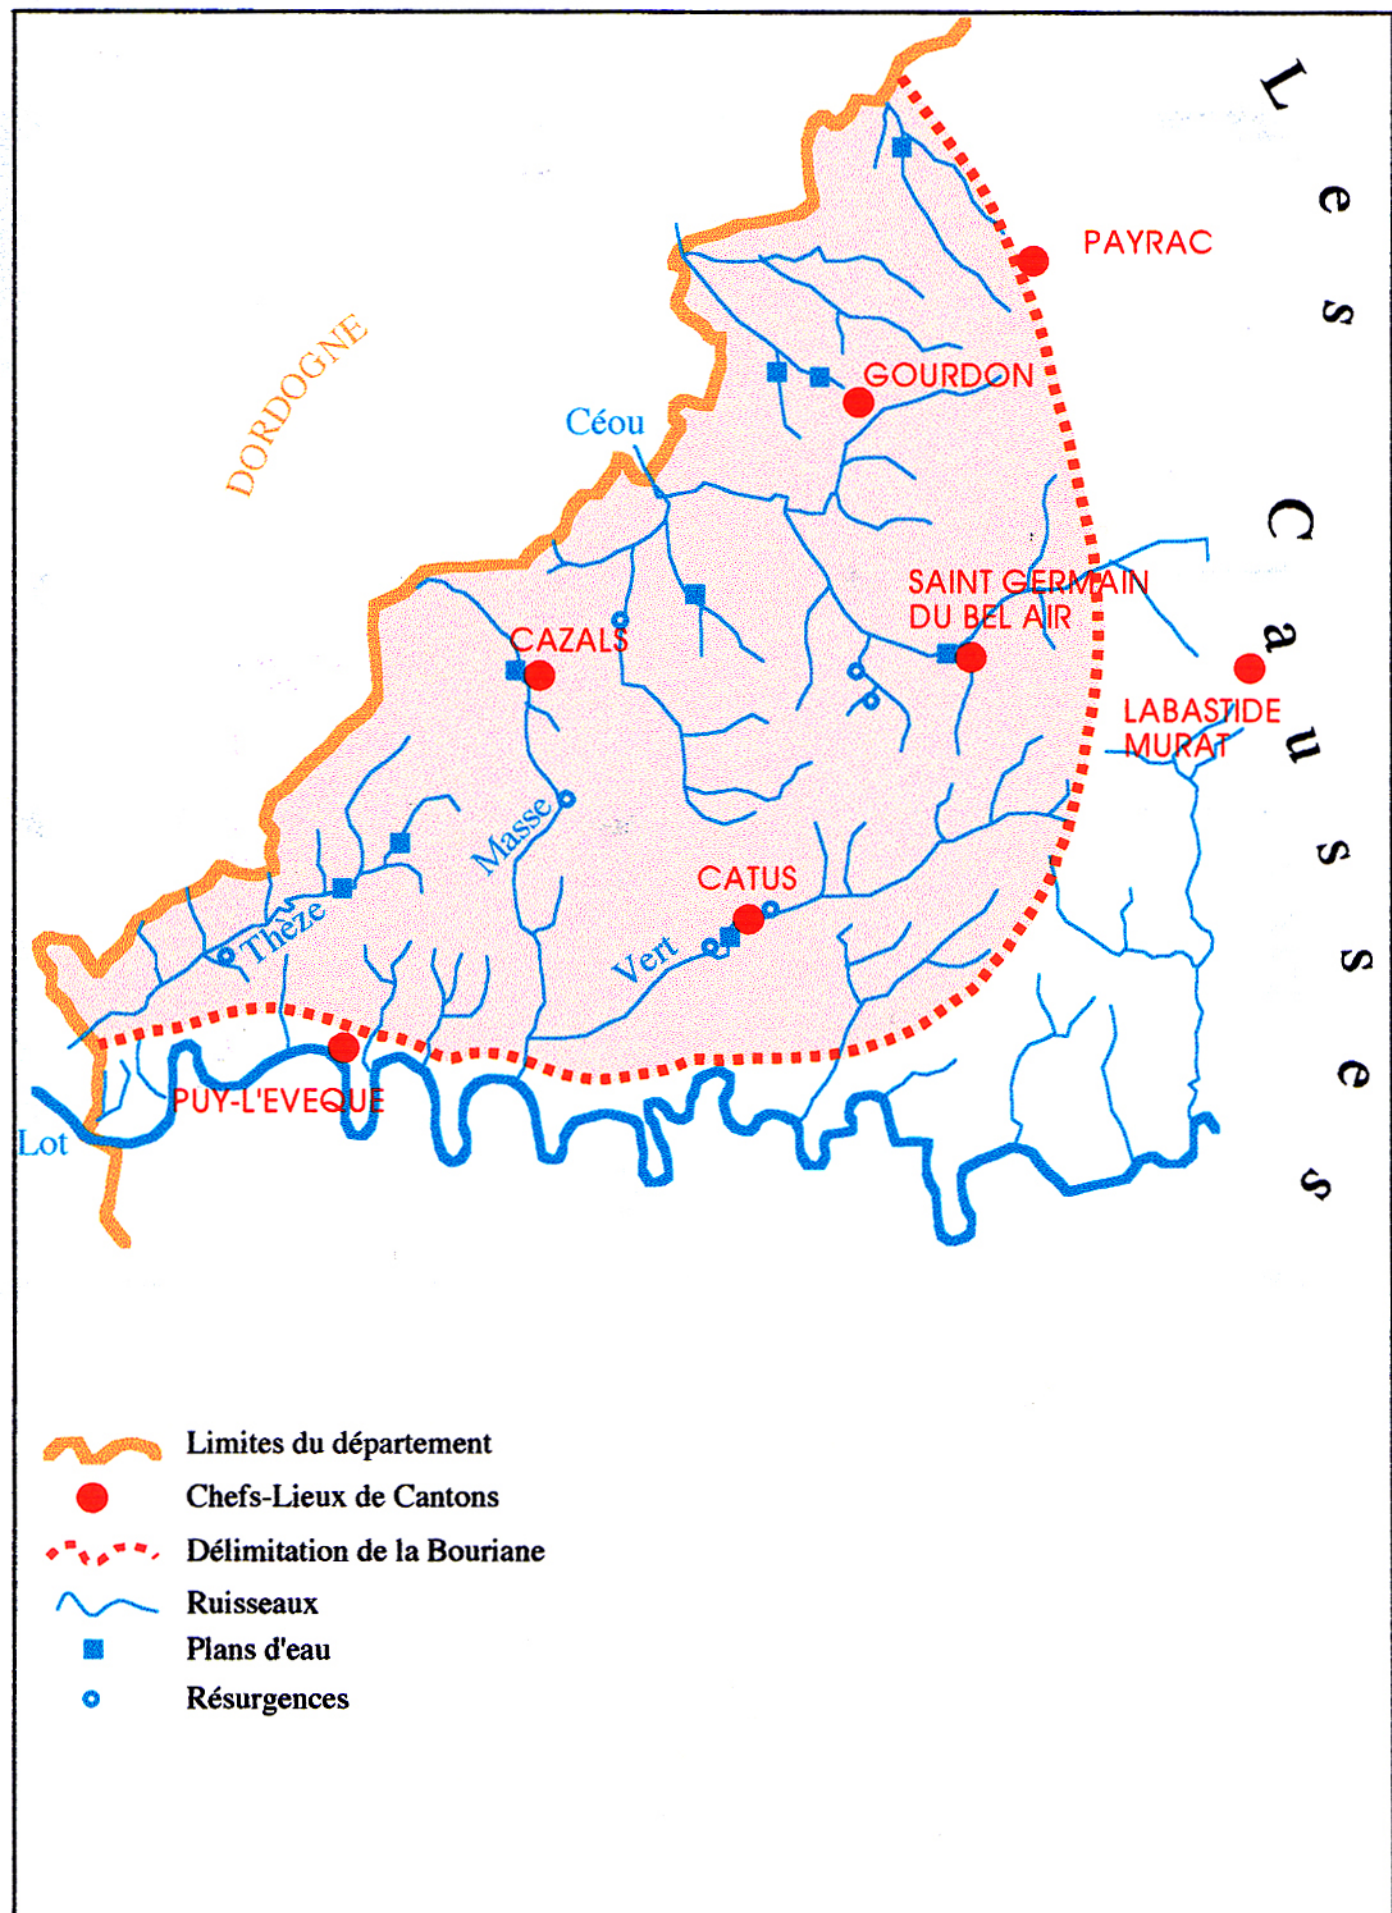 Les Causses
PAYRAC
DORDOGNE
GOURDON
Céou
SAINT GERMAIN
DU BEL AIR
CAZALS
LABASTIDE
MURAT
Masse
CATUS
Thèze
Vert
PUY-L'EVEQUE
Lot
Limites du département
Chefs-Lieux de Cantons
Délimitation de la Bouriane
Ruisseaux
Plans d'eau
Résurgences